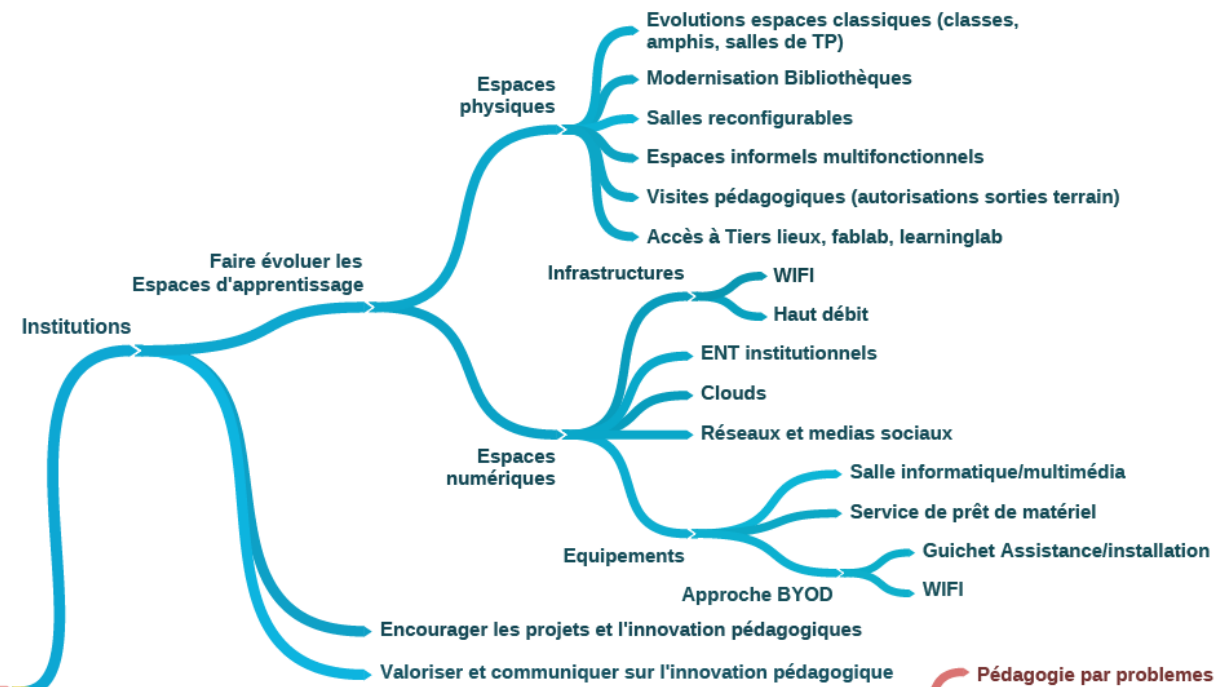 Institutions
Faire évoluer les
Espaces d'apprentissage
Espaces
physiques
Evolutions espaces classiques (classes,
amphis, salles de TP)
Modernisation Bibliothèques
Salles reconfigurables
Espaces informels multifonctionnels
Visites pédagogiques (autorisations sorties terrain)
Accès à Tiers lieux, fablab, learninglab
Espaces
numériques
Infrastructures
WIFI
Haut débit
ENT institutionnels
Clouds
Réseaux et medias sociaux
Equipements
Salle informatique/multimédia
Service de prêt de matériel
Approche BYOD
Guichet Assistance/installation
WIFI
Encourager les projets et l'innovation pédagogiques
Valoriser et communiquer sur l'innovation pédagogique
Pédagogie par problemes